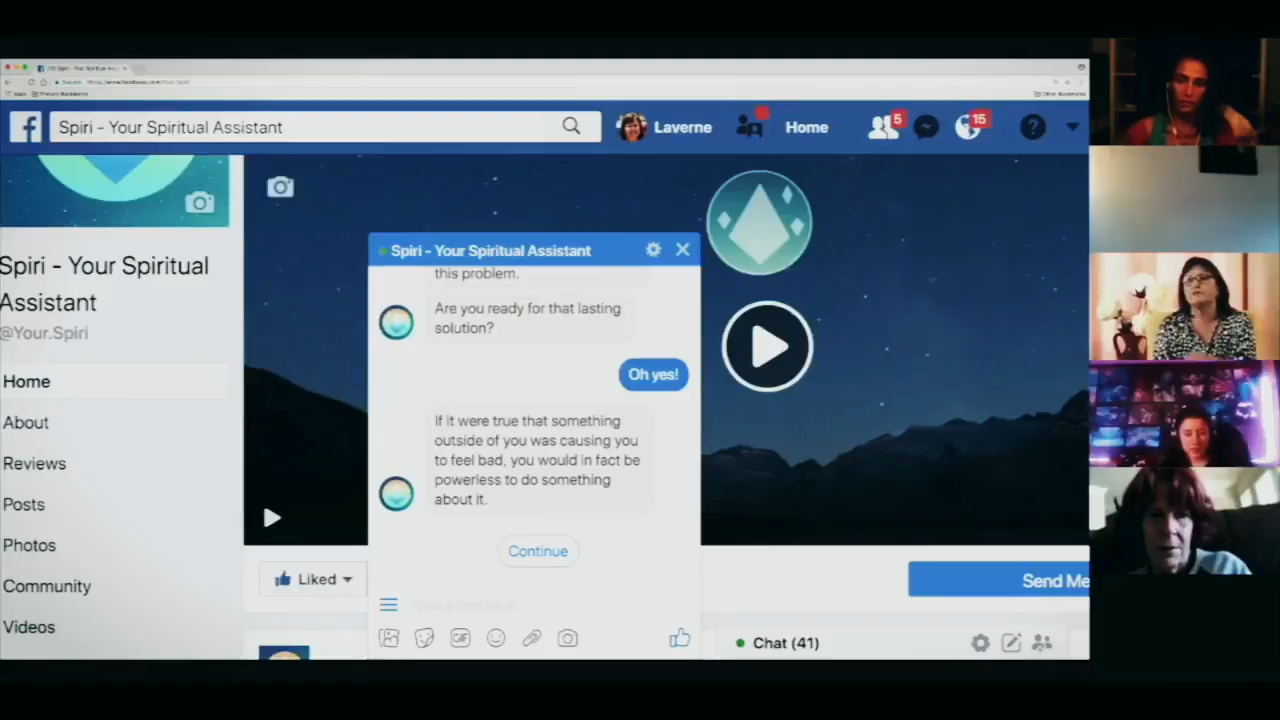 Spiri - Your Spiritual Assistant
Laverne
Home
5
15
Spiri - Your Spiritual
Assistant
@Your.Spiri
Home
About
Reviews
Posts
Photos
Community
Videos
Spiri - Your Spiritual Assistant
this problem.
Are you ready for that lasting
solution?
Oh yes!
If it were true that something
outside of you was causing you
to feel bad, you would in fact be
powerless to do something
about it.
Continue
Type a message...
GIF
Liked
Send Me
Chat (41)